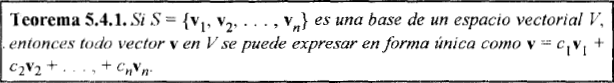 Teorema 5.4.1. Si S = {v₁, v₂, . . . , vₙ} es una base de un espacio vectorial V,
entonces todo vector v en V se puede expresar en forma única como v = c₁v₁ +
c₂v₂ + . . . , + cₙvₙ.